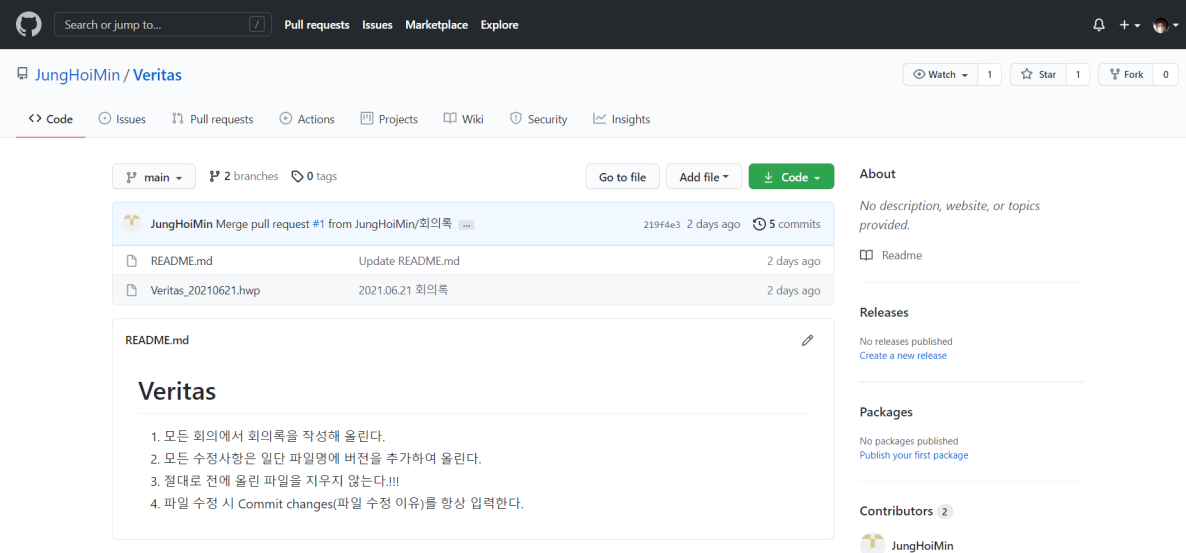 Search or jump to... /
Pull requests Issues Marketplace Explore
JungHoiMin / Veritas
Watch 1 Star 1 Fork 0
Code Issues Pull requests Actions Projects Wiki Security Insights
main 2 branches 0 tags Go to file Add file Code
JungHoiMin Merge pull request #1 from JungHoiMin/회의록 ... 219f4e3 2 days ago 5 commits
README.md Update README.md 2 days ago
Veritas_20210621.hwp 2021.06.21 회의록 2 days ago
README.md
Veritas
1. 모든 회의에서 회의록을 작성해 올린다.
2. 모든 수정사항은 일단 파일명에 버전을 추가하여 올린다.
3. 절대로 전에 올린 파일을 지우지 않는다.!!!
4. 파일 수정 시 Commit changes(파일 수정 이유)를 항상 입력한다.
About
No description, website, or topics
provided.
Readme
Releases
No releases published
Create a new release
Packages
No packages published
Publish your first package
Contributors 2
JungHoiMin